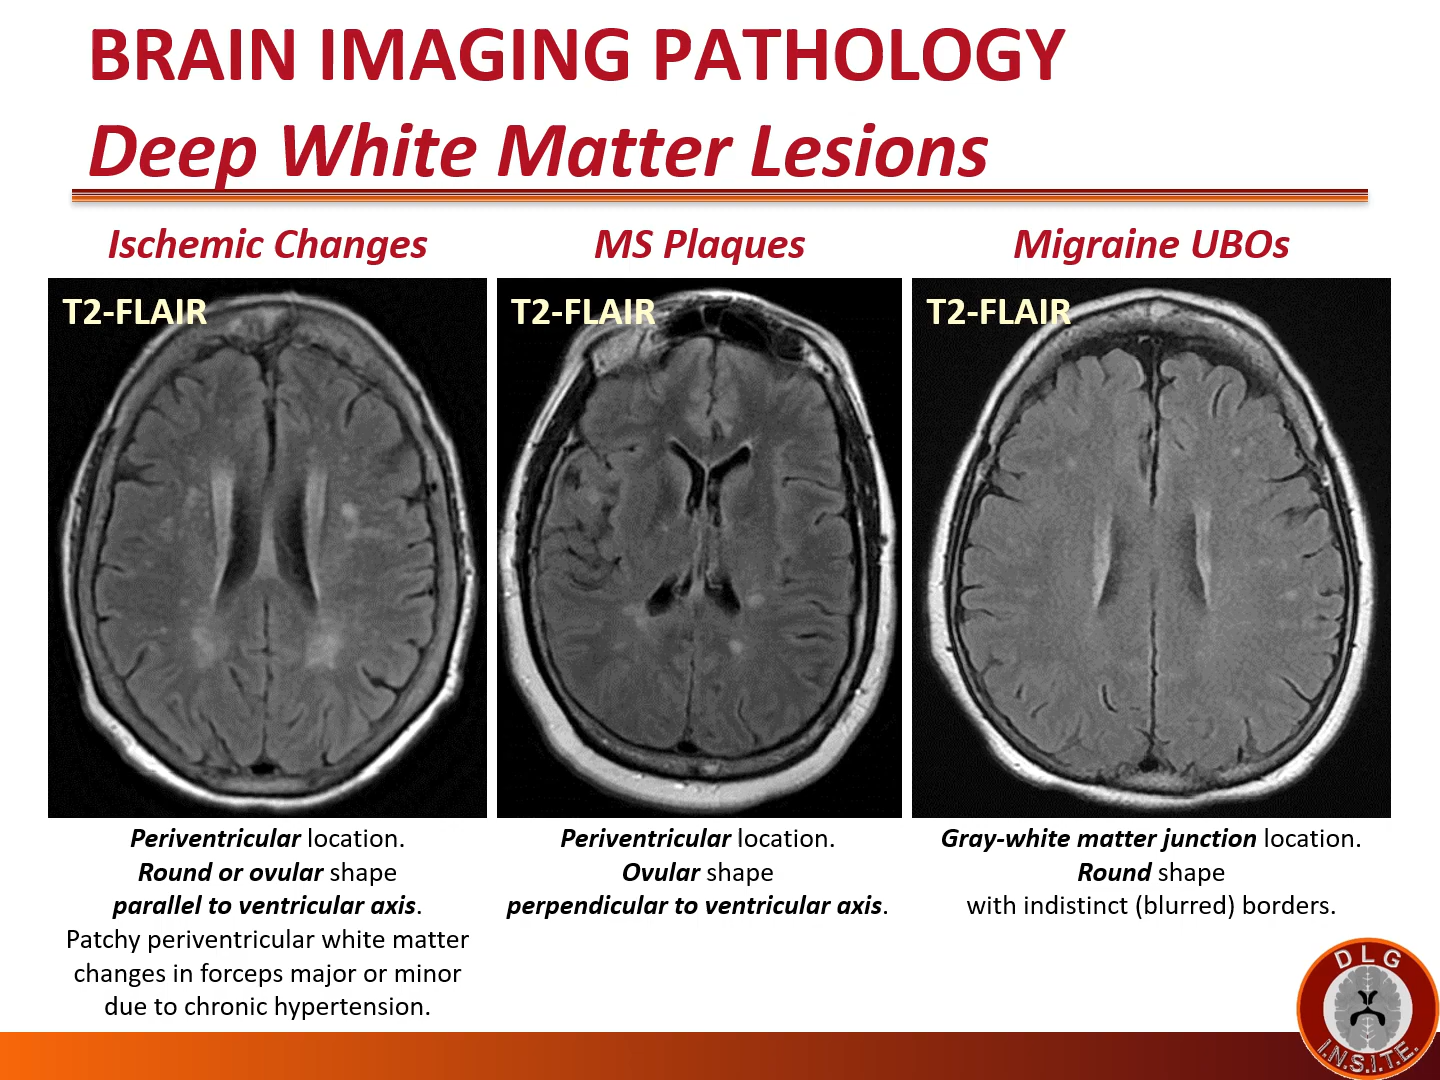 BRAIN IMAGING PATHOLOGY
Deep White Matter Lesions
Ischemic Changes
T2-FLAIR
Periventricular location.
Round or ovular shape
parallel to ventricular axis.
Patchy periventricular white matter
changes in forceps major or minor
due to chronic hypertension.
MS Plaques
T2-FLAIR
Periventricular location.
Ovular shape
perpendicular to ventricular axis.
Migraine UBOs
T2-FLAIR
Gray-white matter junction location.
Round shape
with indistinct (blurred) borders.
DLG
I.N.S.I.T.E.